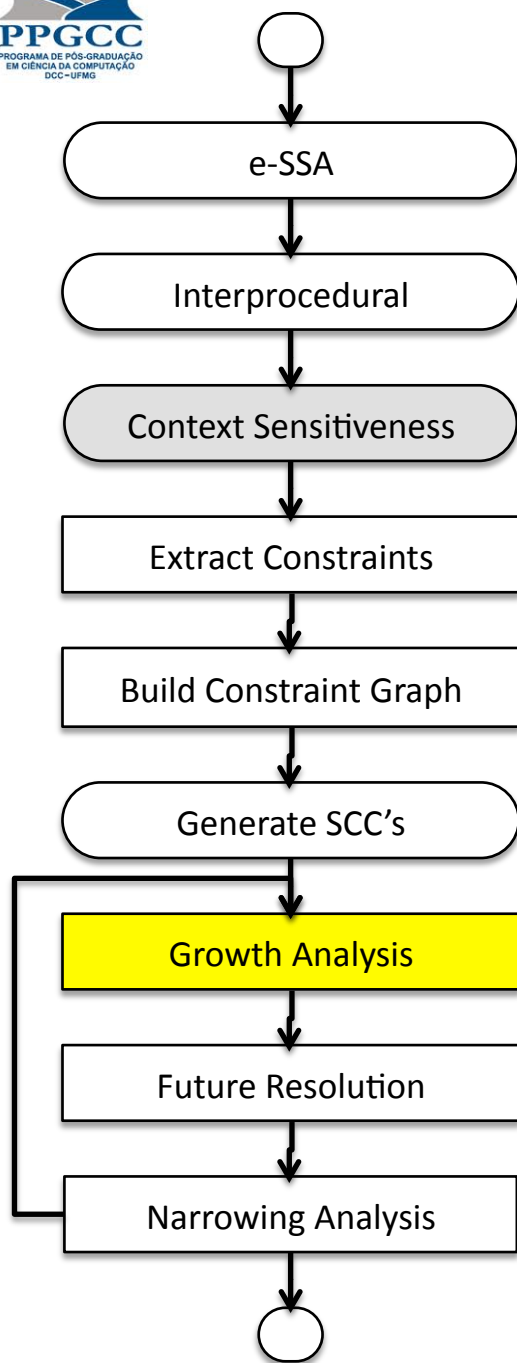 PPGCC
PROGRAMA DE PÓS-GRADUAÇÃO
EM CIÊNCIA DA COMPUTAÇÃO
DCC-UFMG
e-SSA
Interprocedural
Context Sensitiveness
Extract Constraints
Build Constraint Graph
Generate SCC's
Growth Analysis
Future Resolution
Narrowing Analysis